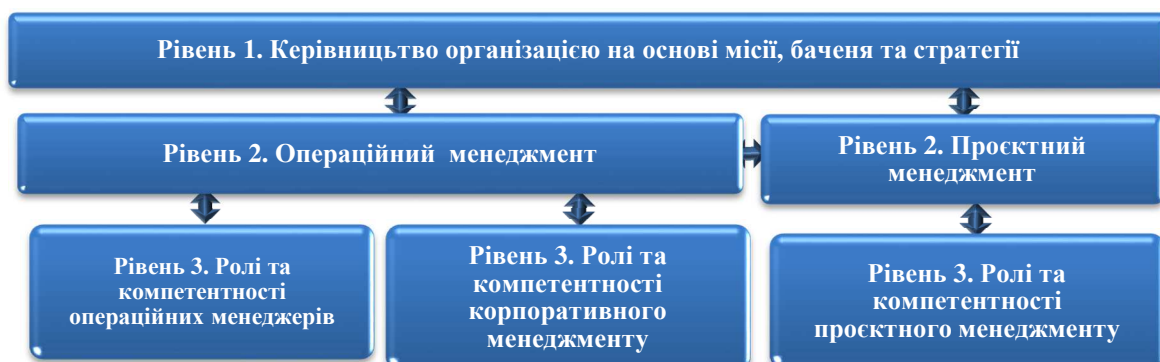 Рівень 1. Керівництво організацією на основі місії, баченя та стратегії
Рівень 2. Операційний менеджмент
Рівень 2. Проєктний
менеджмент
Рівень 3. Ролі та
компетентності
операційних менеджерів
Рівень 3. Ролі та
компетентності
корпоративного
менеджменту
Рівень 3. Ролі та
компетентності
проєктного менеджменту